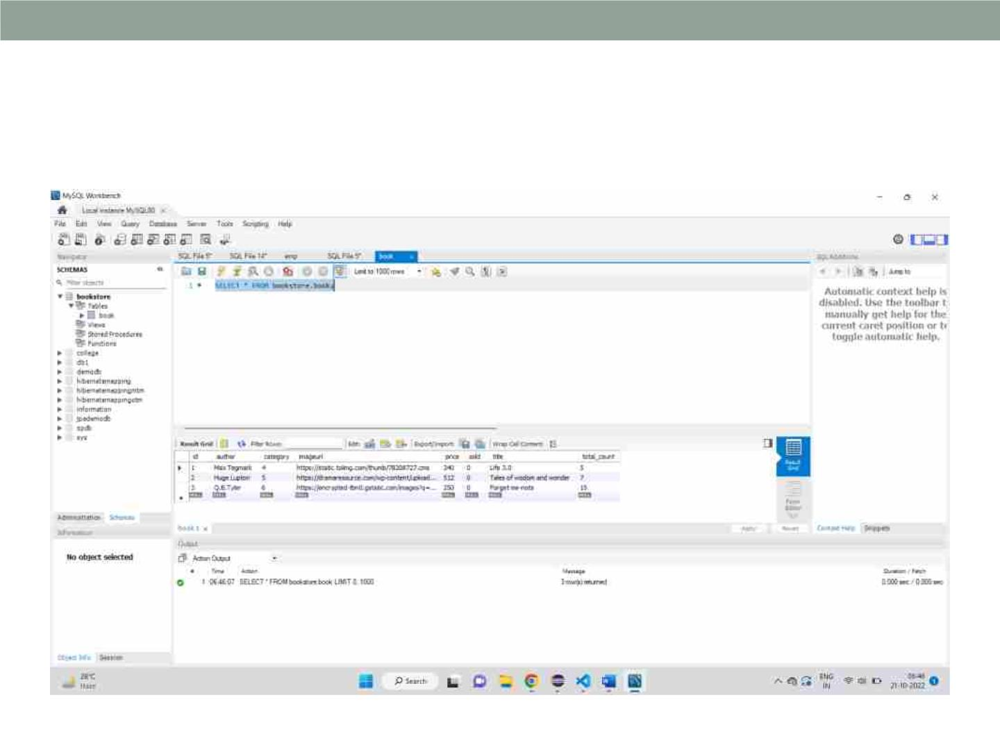 MySQL Workbench
Local instance MySQL80
File Edit View Query Database Server Tools Scripting Help
Navigator
SQL File 5* SQL File 14* emp SQL File 5* book
SQL Additions
SCHEMAS
Limit to 1000 rows
Jump to
Filter objects
1 SELECT * FROM bookstore.book;
bookstore
Tables
book
Views
Stored Procedures
Functions
college
db1
demodb
hibernatemapping
hibernatemappingmtm
hibernatemappingotm
information
jpademodb
spdb
sys
Automatic context help is
disabled. Use the toolbar t
manually get help for the
current caret position or t
toggle automatic help.
Result Grid Filter Rows: Edit: Export/Import: Wrap Cell Content:
id author category imageurl price sold title total_count
1 Max Tegmark 4 https://static.toiimg.com/thumb/78208727.cms 340 0 Life 3.0 5
2 Huge Lupton 5 https://dramaresource.com/wp-content/upload... 512 0 Tales of wisdom and wonder 7
3 Q.B.Tyler 6 https://encrypted-tbn0.gstatic.com/images?q=... 250 0 Forget me nots 15
NULL NULL NULL NULL NULL NULL NULL NULL
Result Grid
Form Editor
Administration Schemas
book 1
Apply Revert
Context Help Snippets
Information
No object selected
Output
Action Output
# Time Action Message Duration / Fetch
1 06:46:07 SELECT * FROM bookstore.book LIMIT 0, 1000 3 row(s) returned 0.000 sec / 0.000 sec
Object Info Session
28°C
Haze
Search
ENG
IN
06:46
21-10-2022